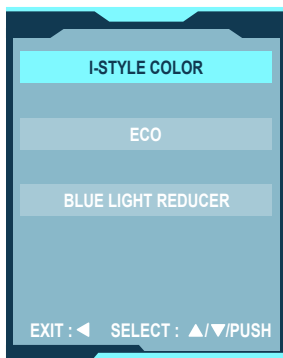 I-STYLE COLOR
ECO
BLUE LIGHT REDUCER
EXIT : ◀ SELECT : ▲/▼/PUSH